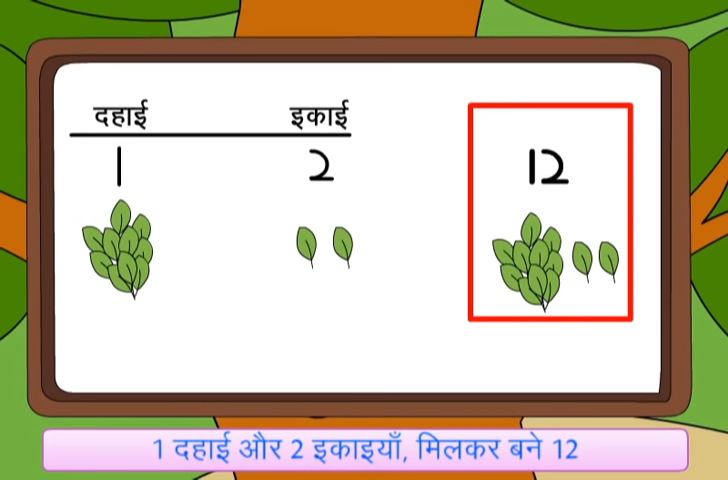 दहाई इकाई
1 2
12
1 दहाई और 2 इकाइयाँ, मिलकर बने 12